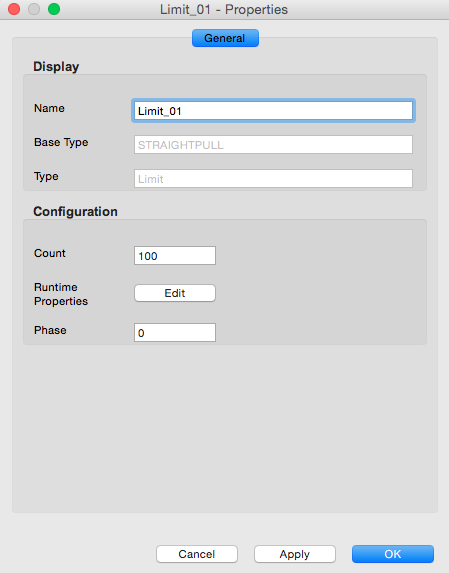 Limit_01 - Properties
General
Display
Name
Limit_01
Base Type
STRAIGHTPULL
Type
Limit
Configuration
Count
100
Runtime
Properties
Edit
Phase
0
Cancel
Apply
OK